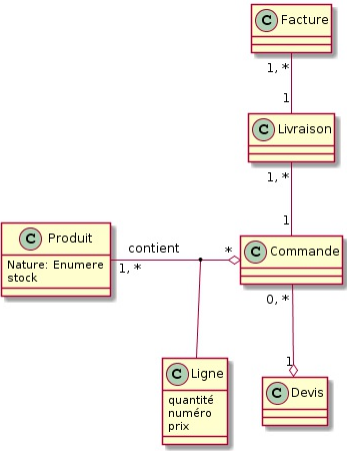 C Facture
1, *
1
C Livraison
1, *
1
C Produit
Nature: Enumere
stock
contient
1, *
*
C Commande
0, *
1
C Ligne
quantité
numéro
prix
C Devis